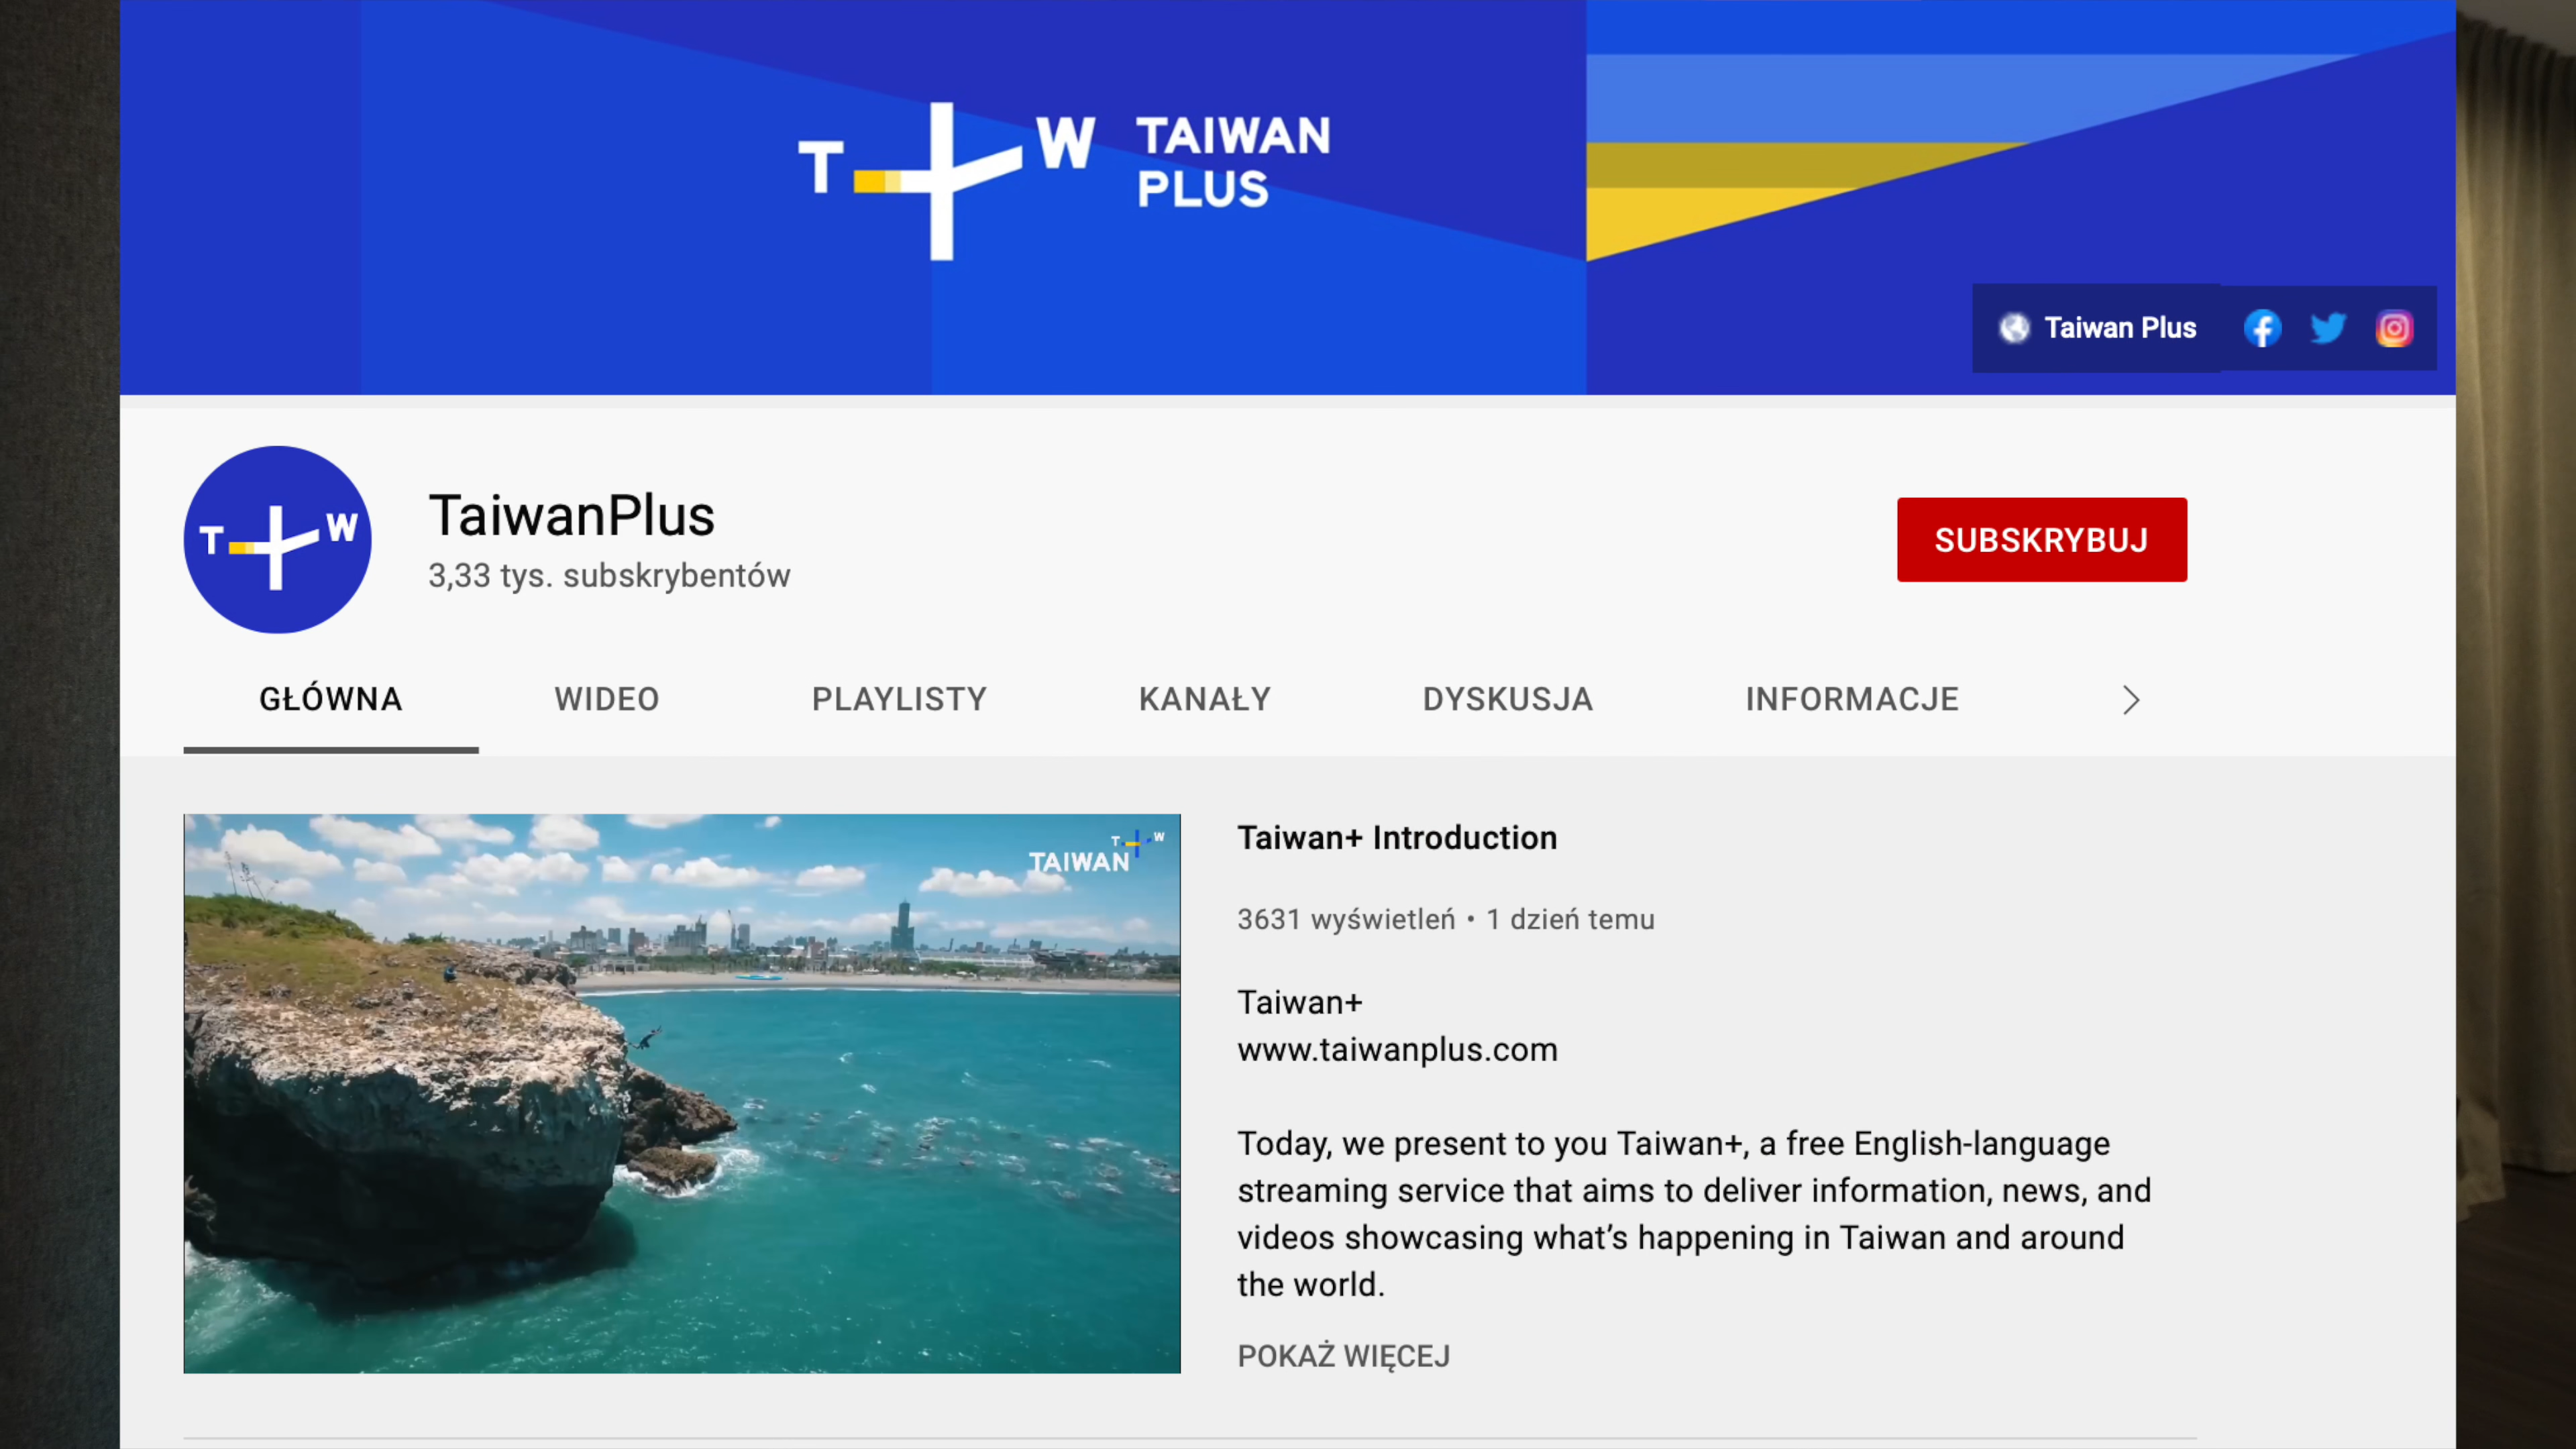 T W TAIWAN
PLUS
Taiwan Plus
T W
TaiwanPlus
3,33 tys. subskrybentów
SUBSKRYBUJ
GŁÓWNA WIDEO PLAYLISTY KANAŁY DYSKUSJA INFORMACJE
T W
TAIWAN
Taiwan+ Introduction
3631 wyświetleń • 1 dzień temu
Taiwan+
www.taiwanplus.com
Today, we present to you Taiwan+, a free English-language
streaming service that aims to deliver information, news, and
videos showcasing what’s happening in Taiwan and around
the world.
POKAŻ WIĘCEJ